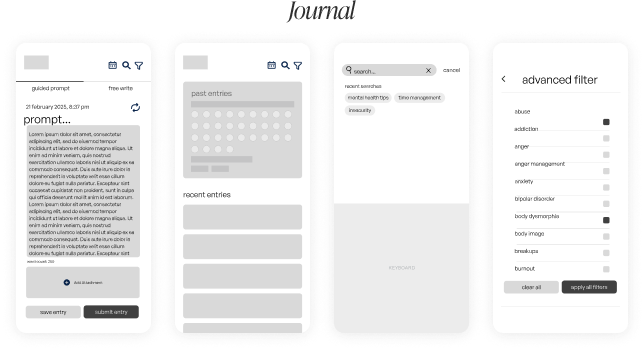 Journal
guided prompt
free write
21 february 2025, 8:37 pm
prompt...
Lorem ipsum dolor sit amet, consectetur
adipiscing elit, sed do eiusmod tempor
incididunt ut labore et dolore magna aliqua. Ut
enim ad minim veniam, quis nostrud
exercitation ullamco laboris nisi ut aliquip ex ea
commodo consequat. Duis aute irure dolor in
reprehenderit in voluptate velit esse cillum
dolore eu fugiat nulla pariatur. Excepteur sint
occaecat cupidatat non proident, sunt in culpa
qui officia deserunt mollit anim id est laborum.
Lorem ipsum dolor sit amet, consectetur
adipiscing elit, sed do eiusmod tempor
incididunt ut labore et dolore magna aliqua. Ut
enim ad minim veniam, quis nostrud
exercitation ullamco laboris nisi ut aliquip ex ea
commodo consequat. Duis aute irure dolor in
reprehenderit in voluptate velit esse cillum
dolore eu fugiat nulla pariatur. Excepteur sint
Add Attachment
save entry
submit entry
past entries
recent entries
search...
cancel
recent searches
mental health tips
time management
insecurity
KEYBOARD
advanced filter
abuse
addiction
anger
anger management
anxiety
bipolar disorder
body dysmorphia
body image
breakups
burnout
clear all
apply all filters